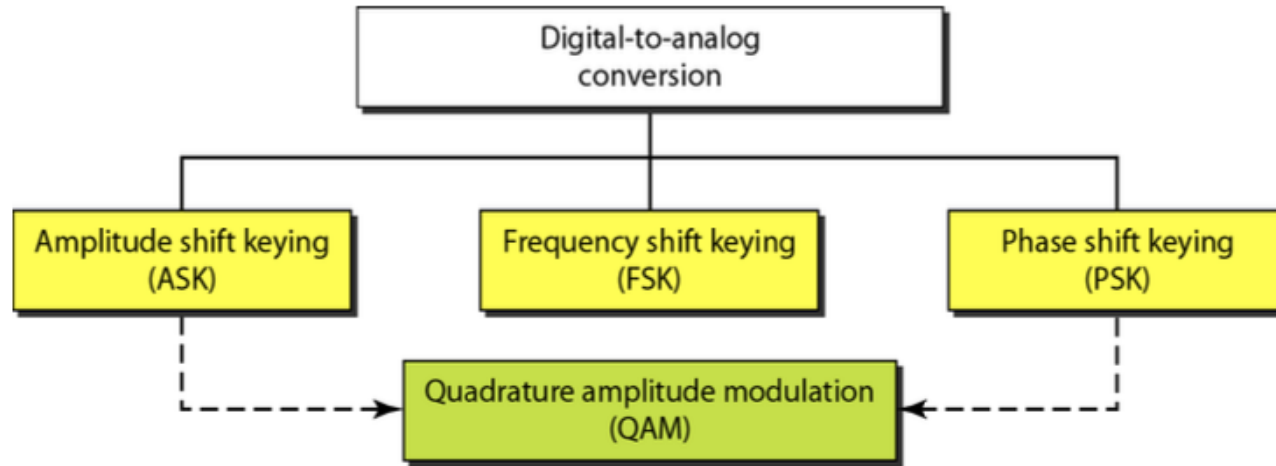 Digital-to-analog
conversion
Amplitude shift keying
(ASK)
Frequency shift keying
(FSK)
Phase shift keying
(PSK)
Quadrature amplitude modulation
(QAM)